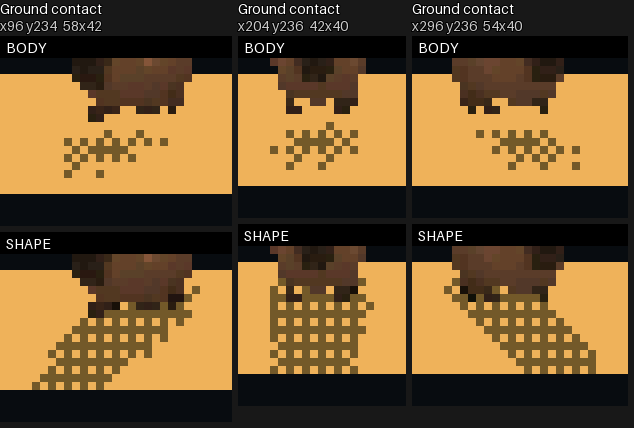 Ground contact
x96 y234 58x42
BODY
SHAPE
Ground contact
x204 y236 42x40
BODY
SHAPE
Ground contact
x296 y236 54x40
BODY
SHAPE